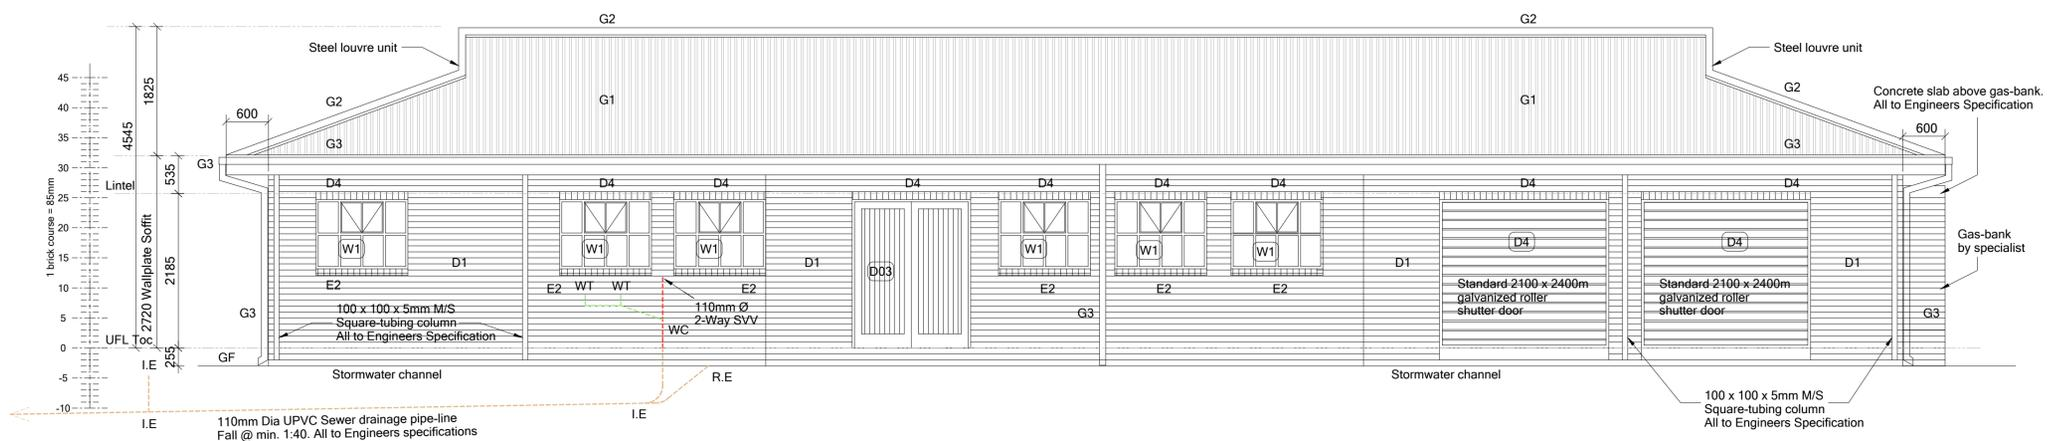 G2
G2
Steel louvre unit
Steel louvre unit
45
1825
G2
G1
G1
G2
Concrete slab above gas-bank.
All to Engineers Specification
40
600
600
4545
35
G3
G3
30
G3
535
Lintel
D4
D4
D4
D4
D4
D4
D4
D4
D4
25
20
W1
W1
W1
D03
W1
W1
W1
D4
D4
Gas-bank
by specialist
15
1 brick course = 85mm
2720 Wallplate Soffit
2185
D1
D1
D1
D1
10
E2
E2
WT
WT
E2
E2
E2
E2
Standard 2100 x 2400m
galvanized roller
shutter door
Standard 2100 x 2400m
galvanized roller
shutter door
100 x 100 x 5mm M/S
Square-tubing column
All to Engineers Specification
110mm Ø
2-Way SVV
WC
G3
G3
G3
5
UFL Toc
0
255
GF
I.E
Stormwater channel
R.E
Stormwater channel
-5
-10
I.E
I.E
110mm Dia UPVC Sewer drainage pipe-line
Fall @ min. 1:40. All to Engineers specifications
100 x 100 x 5mm M/S
Square-tubing column
All to Engineers Specification